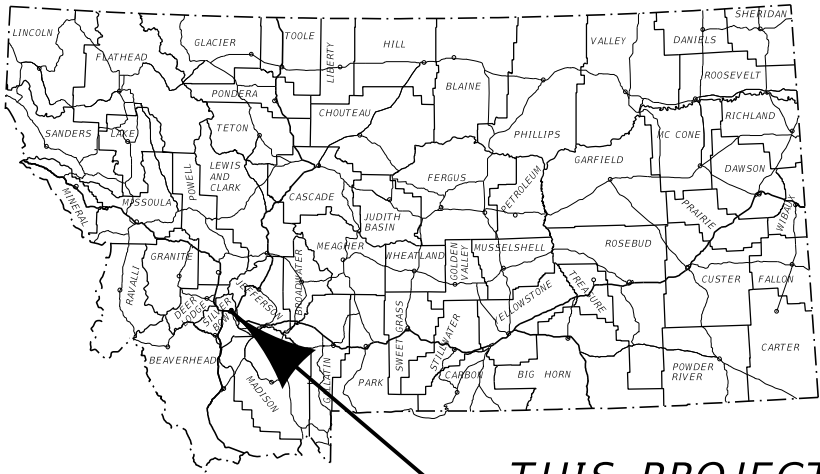 SHERIDAN
LINCOLN
GLACIER
TOOLE
LIBERTY
HILL
VALLEY
DANIELS
FLATHEAD
BLAINE
ROOSEVELT
PONDERA
CHOUTEAU
RICHLAND
SANDERS
LAKE
TETON
PHILLIPS
MC CONE
GARFIELD
LEWIS
AND
CLARK
POWELL
FERGUS
DAWSON
MINERAL
MISSOULA
CASCADE
PETROLEUM
WIBAUX
JUDITH
BASIN
PRAIRIE
MEAGHER
WHEATLAND
GOLDEN
VALLEY
MUSSELSHELL
ROSEBUD
GRANITE
RAVALLI
BROADWATER
CUSTER
FALLON
DEER
LODGE
SILVER
BOW
JEFFERSON
SWEET GRASS
STILLWATER
YELLOWSTONE
TREASURE
CARTER
BEAVERHEAD
MADISON
GALLATIN
PARK
CARBON
BIG HORN
POWDER
RIVER
THIS PROJECT